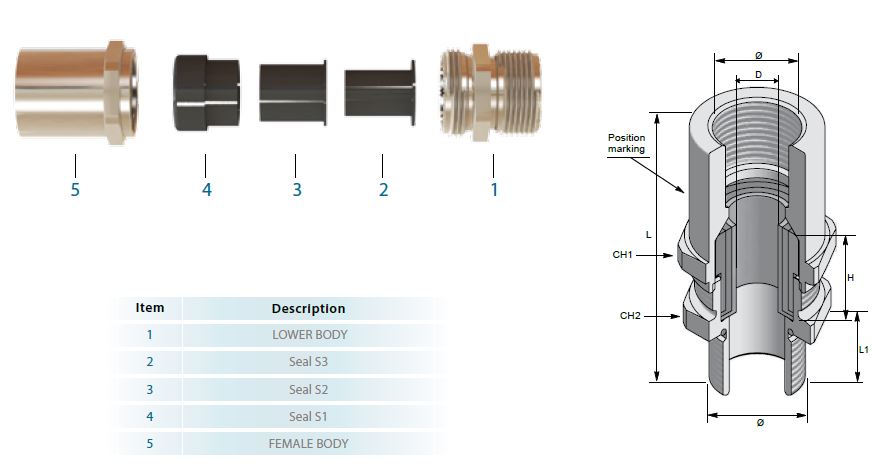 5 4 3 2 1
Item Description
1 LOWER BODY
2 Seal S3
3 Seal S2
4 Seal S1
5 FEMALE BODY
Ø
D
Position
marking
L
CH1
H
CH2
L1
Ø